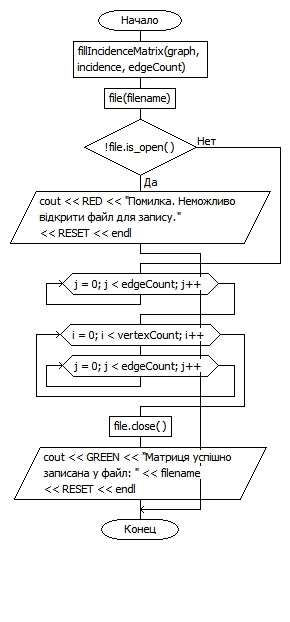 Начало
fillIncidenceMatrix(graph,
incidence, edgeCount)
file(filename)
!file.is_open()
Нет
Да
cout << RED << "Помилка. Неможливо
відкрити файл для запису."
<< RESET << endl
j = 0; j < edgeCount; j++
i = 0; i < vertexCount; i++
j = 0; j < edgeCount; j++
file.close()
cout << GREEN << "Матриця успішно
записана у файл: " << filename
<< RESET << endl
Конец